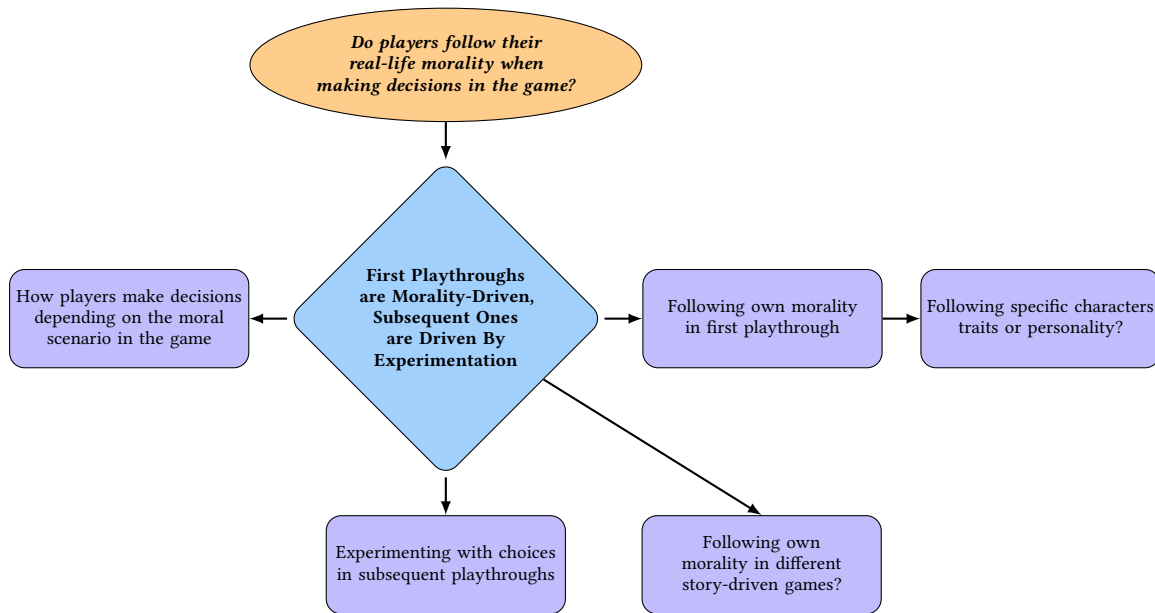 Do players follow their
real-life morality when
making decisions in the game?
First Playthroughs
are Morality-Driven,
Subsequent Ones
are Driven By
Experimentation
How players make decisions
depending on the moral
scenario in the game
Following own morality
in first playthrough
Following specific characters
traits or personality?
Experimenting with choices
in subsequent playthroughs
Following own
morality in different
story-driven games?